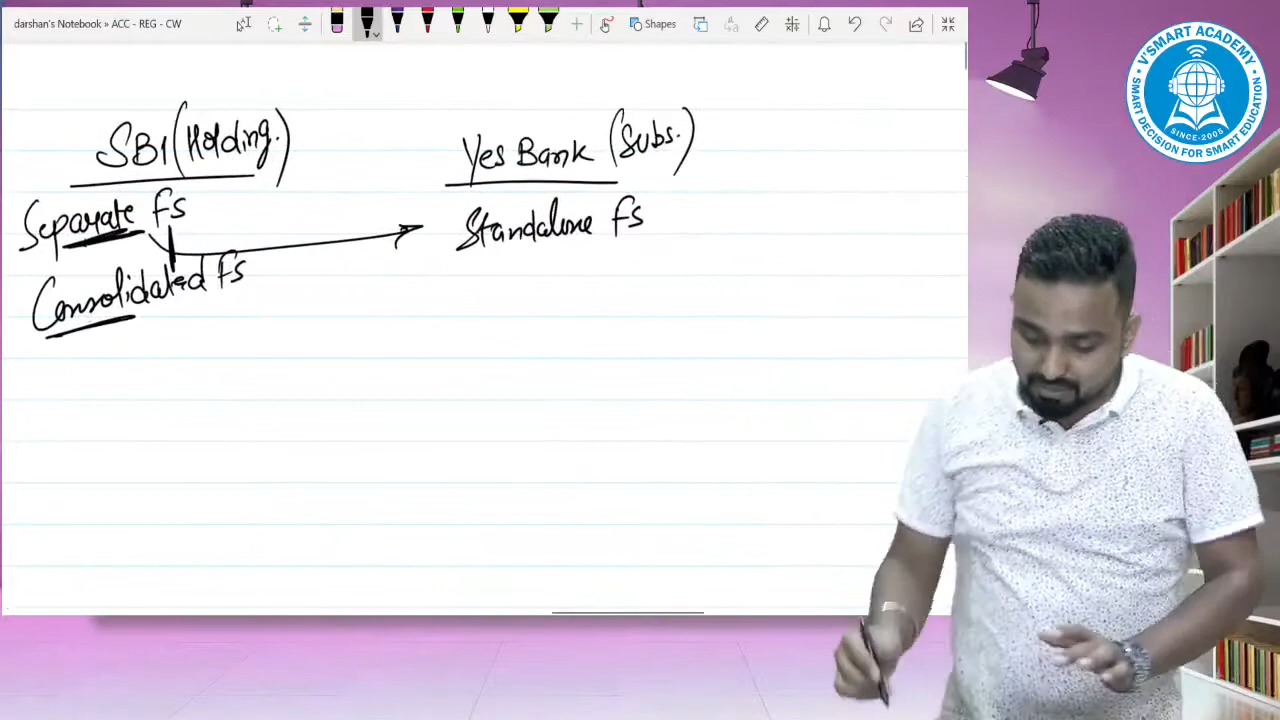 darshan's Notebook » ACC - REG - CW
Shapes
V'SMART ACADEMY
SMART DECISION FOR SMART EDUCATION
SINCE-2005
SBI (Holding.)
Yes Bank (Subs.)
Separate fs
Standalone fs
Consolidated fs